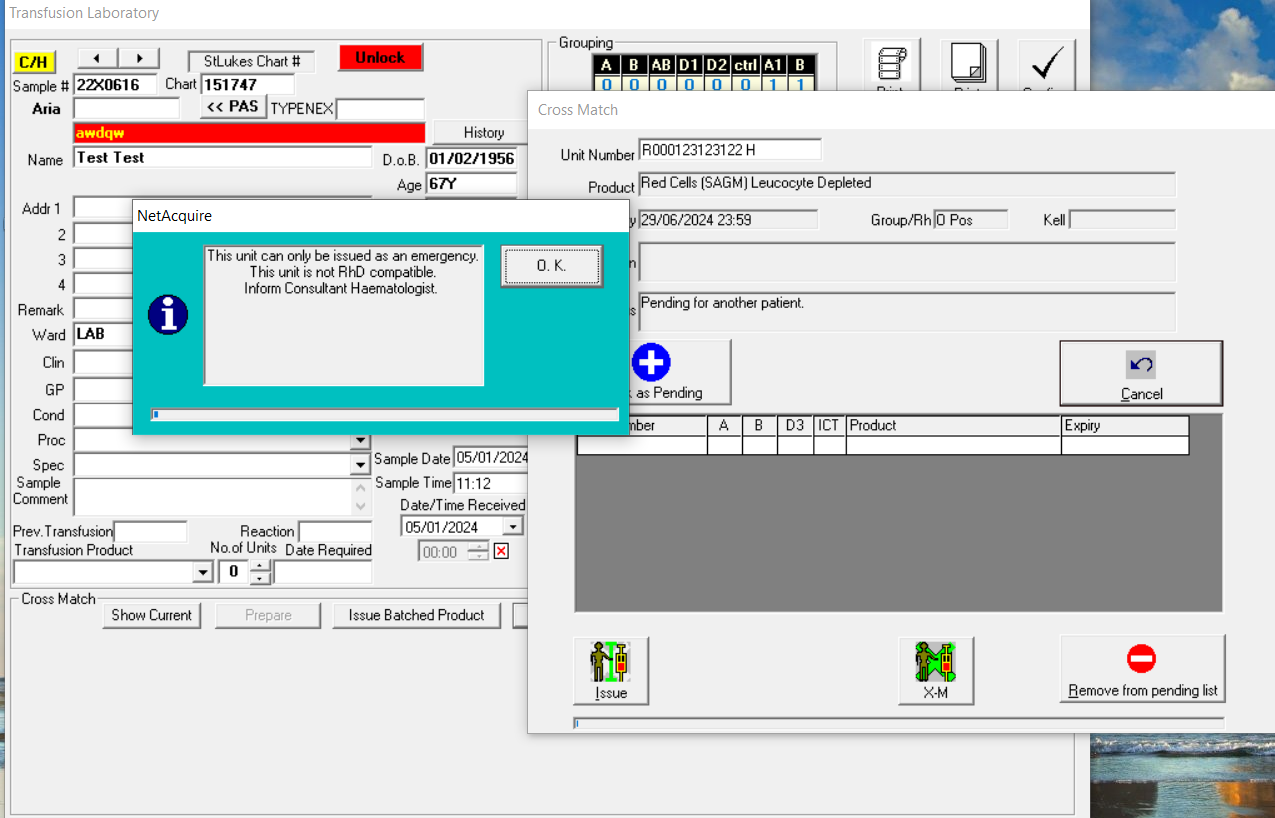 Transfusion Laboratory
C/H
StLukes Chart #
Unlock
Sample # 22X0616 Chart 151747
Aria
<< PAS TYPENEX
awdqw
History
Name Test Test D.o.B. 01/02/1956
Age 67Y
Addr 1
2
3
4
Remark
Ward LAB
Clin
GP
Cond
Proc
Spec
Sample Comment
Sample Date 05/01/2024
Sample Time 11:12
Date/Time Received
05/01/2024
00:00
Prev.Transfusion Reaction
Transfusion Product No.of Units Date Required
0
Cross Match
Show Current Prepare Issue Batched Product
Grouping
A B AB D1 D2 ctrl A1 B
0 0 0 0 0 0 1 1
NetAcquire
This unit can only be issued as an emergency.
This unit is not RhD compatible.
Inform Consultant Haematologist.
O. K.
Cross Match
Unit Number R000123123122 H
Product Red Cells (SAGM) Leucocyte Depleted
29/06/2024 23:59 Group/Rh O Pos Kell
Pending for another patient.
as Pending
Cancel
A B D3 ICT Product Expiry
Issue
X-M
Remove from pending list